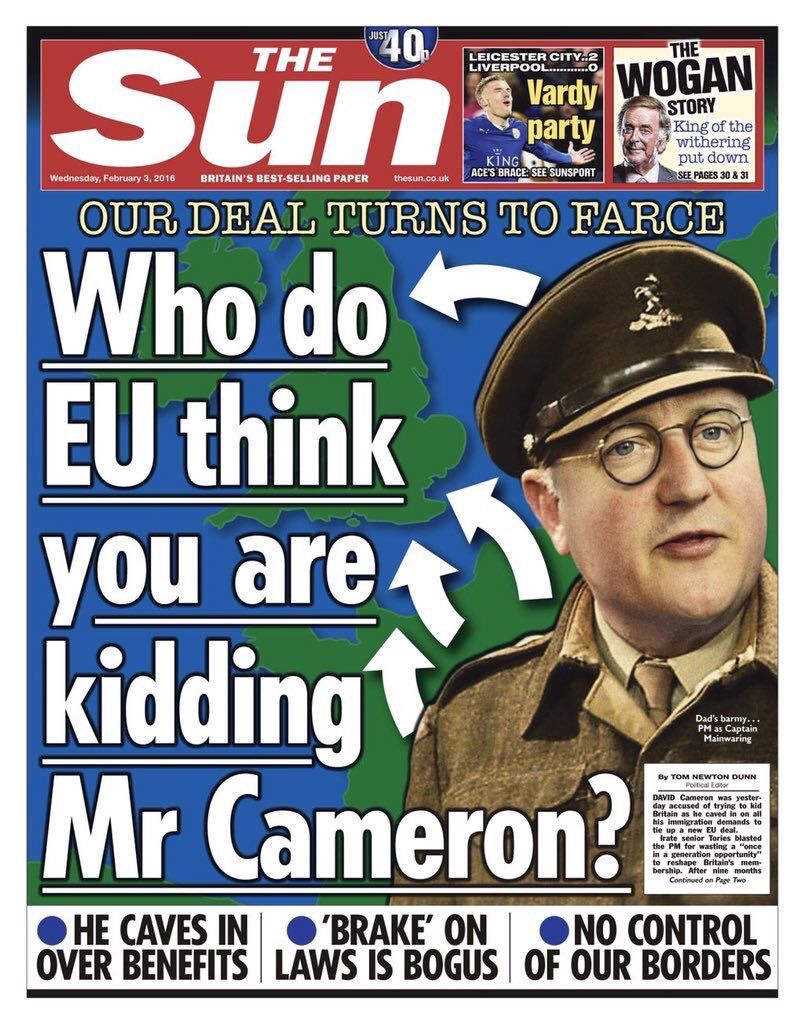 JUST
40p
THE
Sun
Wednesday, February 3, 2016
BRITAIN'S BEST-SELLING PAPER
thesun.co.uk
LEICESTER CITY..2
LIVERPOOL...........0
Vardy
party
KING
ACE'S BRACE: SEE SUNSPORT
THE
WOGAN
STORY
King of the
withering
put down
SEE PAGES 30 & 31
OUR DEAL TURNS TO FARCE
Who do
EU think
you are
kidding
Mr Cameron?
Dad's barmy...
PM as Captain
Mainwaring
By TOM NEWTON DUNN
Political Editor
DAVID Cameron was yester-
day accused of trying to kid
Britain as he caved in on all
his immigration demands to
tie up a new EU deal.
Irate senior Tories blasted
the PM for wasting a "once
in a generation opportunity"
to reshape Britain's mem-
bership. After nine months
Continued on Page Two
HE CAVES IN
OVER BENEFITS
'BRAKE' ON
LAWS IS BOGUS
NO CONTROL
OF OUR BORDERS